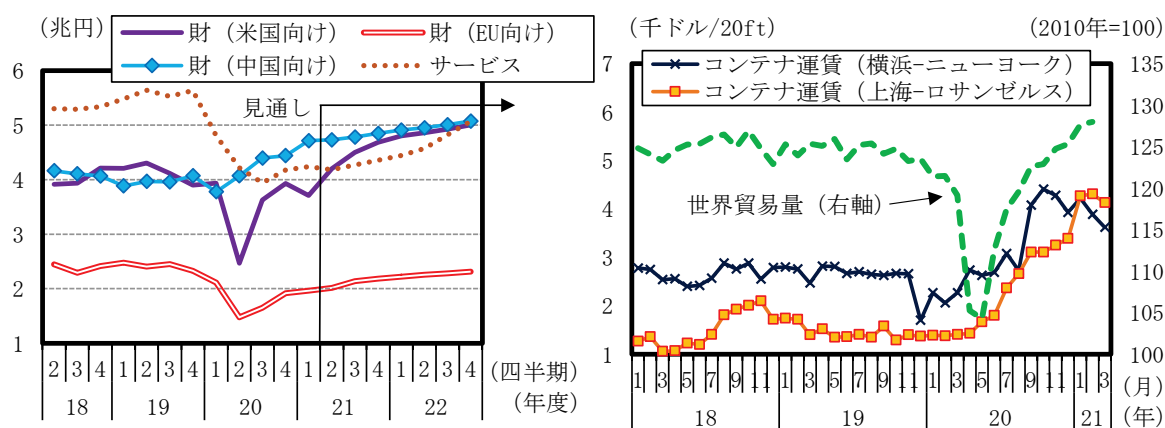 (兆円)
財（米国向け）
財（EU向け）
財（中国向け）
サービス
見通し
6
5
4
3
2
1
2 3 4 1 2 3 4 1 2 3 4 1 2 3 4 1 2 3 4
(四半期)
18 19 20 21 22
(年度)
(千ドル/20ft)
(2010年=100)
コンテナ運賃（横浜-ニューヨーク）
コンテナ運賃（上海-ロサンゼルス）
世界貿易量（右軸）
7
6
5
4
3
2
1
135
130
125
120
115
110
105
100
1 3 5 7 9 11 1 3 5 7 9 11 1 3 5 7 9 11 1 3
(月)
18 19 20 21
(年)